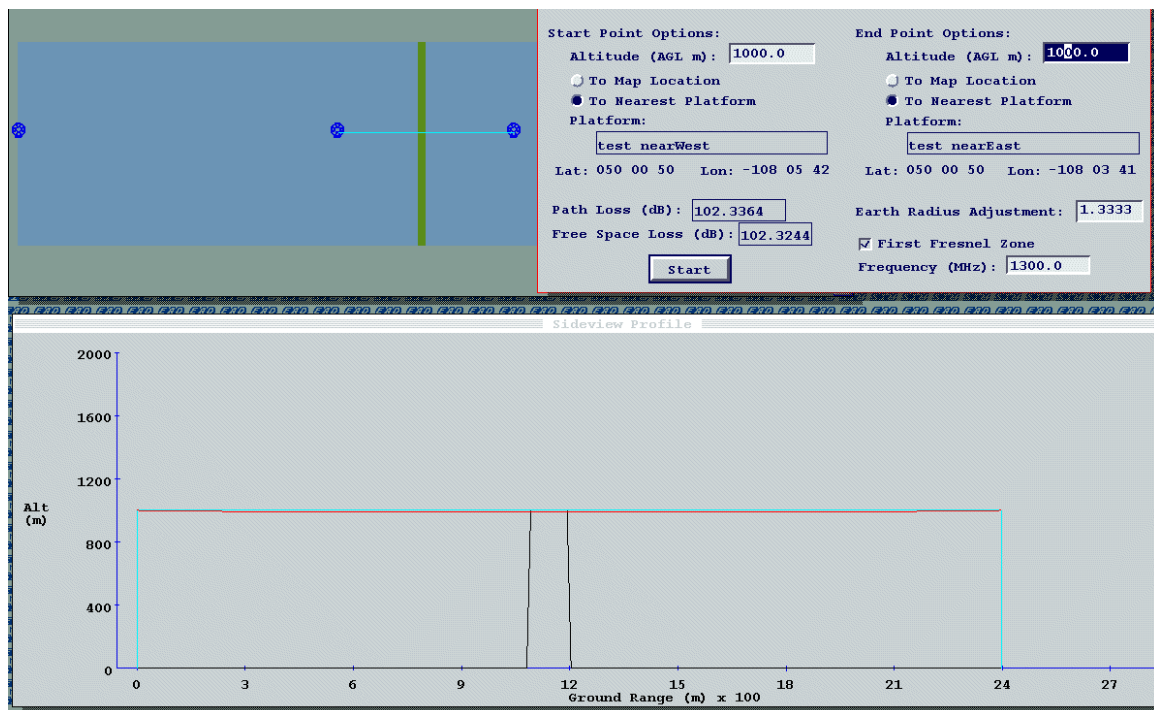 Start Point Options:
Altitude (AGL m): 1000.0
To Map Location
To Nearest Platform
Platform:
test nearWest
Lat: 050 00 50 Lon: -108 05 42
Path Loss (dB): 102.3364
Free Space Loss (dB): 102.3244
Start
End Point Options:
Altitude (AGL m): 1000.0
To Map Location
To Nearest Platform
Platform:
test nearEast
Lat: 050 00 50 Lon: -108 03 41
Earth Radius Adjustment: 1.3333
First Fresnel Zone
Frequency (MHz): 1300.0
Sideview Profile
2000
1600
1200
Alt
(m)
800
400
0
0 3 6 9 12 15 18 21 24 27
Ground Range (m) x 100